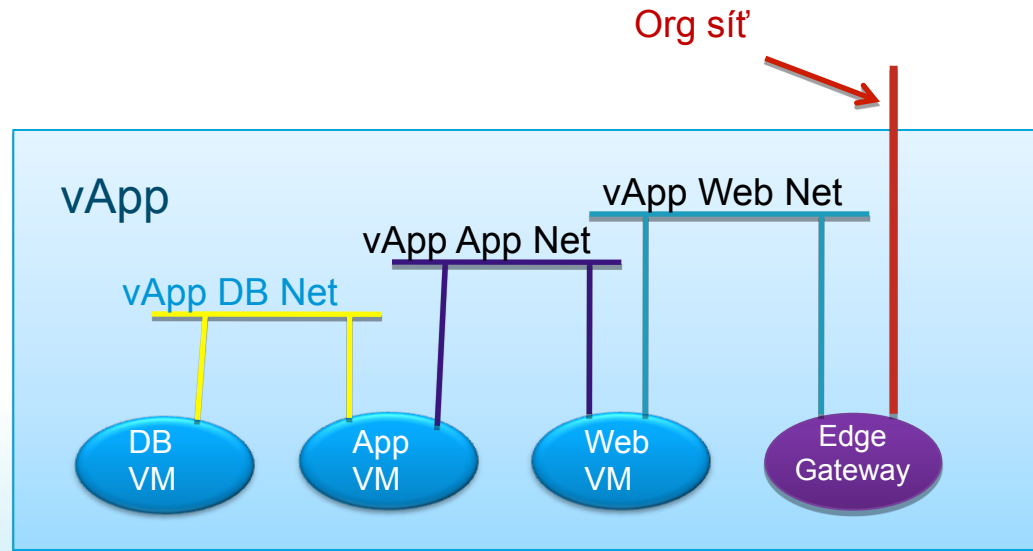 Org síť
vApp
vApp Web Net
vApp App Net
vApp DB Net
DB
VM
App
VM
Web
VM
Edge
Gateway